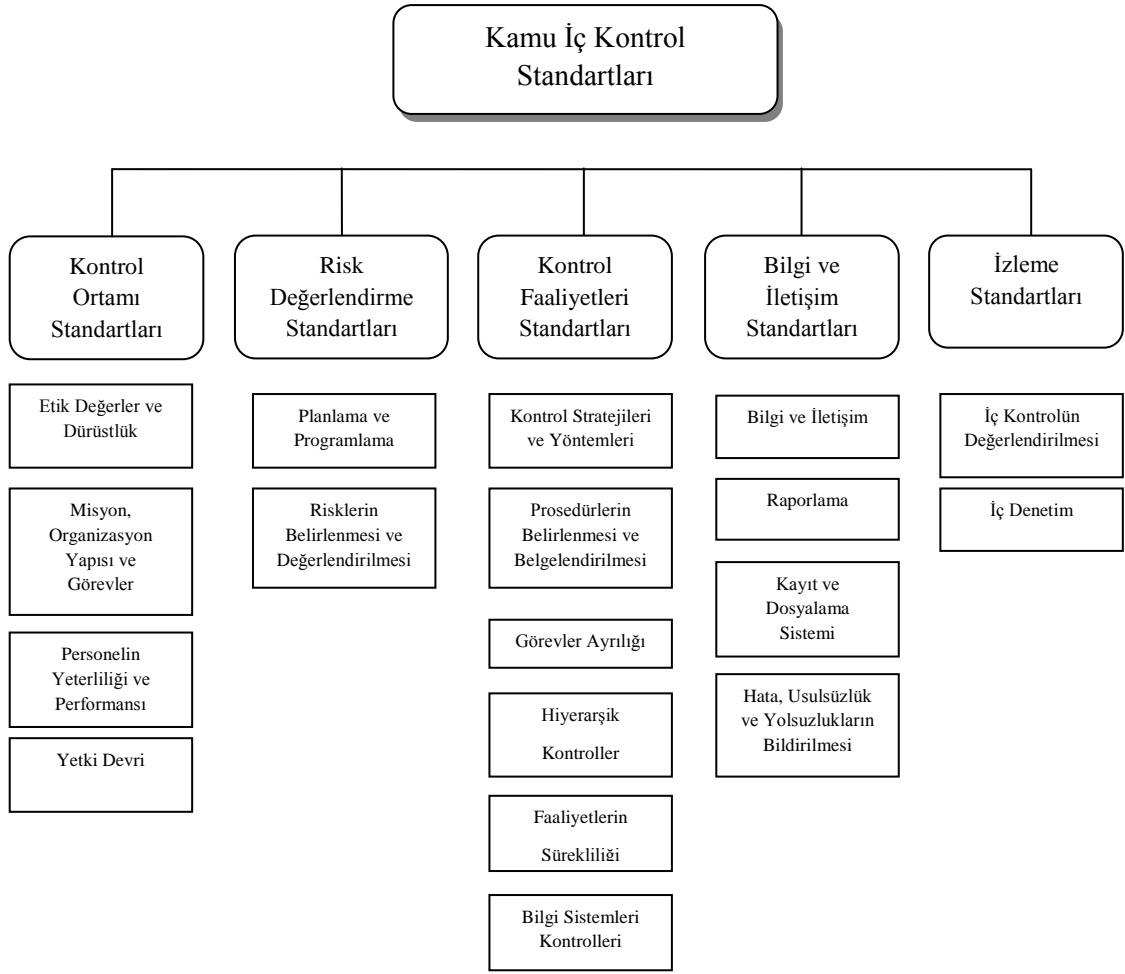 Kamu İç Kontrol
Standartları
Kontrol
Ortamı
Standartları
Risk
Değerlendirme
Standartları
Kontrol
Faaliyetleri
Standartları
Bilgi ve
İletişim
Standartları
İzleme
Standartları
Etik Değerler ve
Dürüstlük
Misyon,
Organizasyon
Yapısı ve
Görevler
Personelin
Yeterliliği ve
Performansı
Yetki Devri
Planlama ve
Programlama
Risklerin
Belirlenmesi ve
Değerlendirilmesi
Kontrol Stratejileri
ve Yöntemleri
Prosedürlerin
Belirlenmesi ve
Belgelendirilmesi
Görevler Ayrılığı
Hiyerarşik
Kontroller
Faaliyetlerin
Sürekliliği
Bilgi Sistemleri
Kontrolleri
Bilgi ve İletişim
Raporlama
Kayıt ve
Dosyalama
Sistemi
Hata, Usulsüzlük
ve Yolsuzlukların
Bildirilmesi
İç Kontrolün
Değerlendirilmesi
İç Denetim